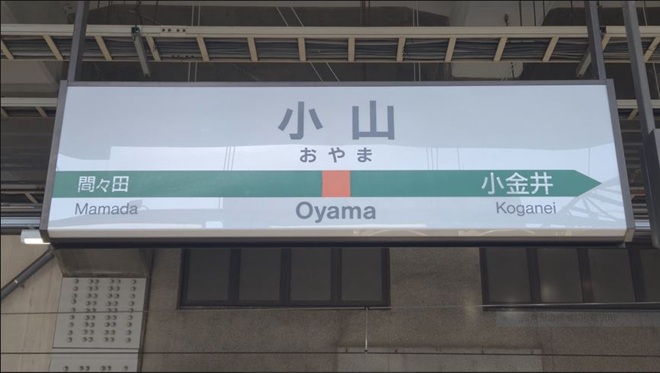 小山
おやま
間々田 小金井
Mamada Oyama Koganei